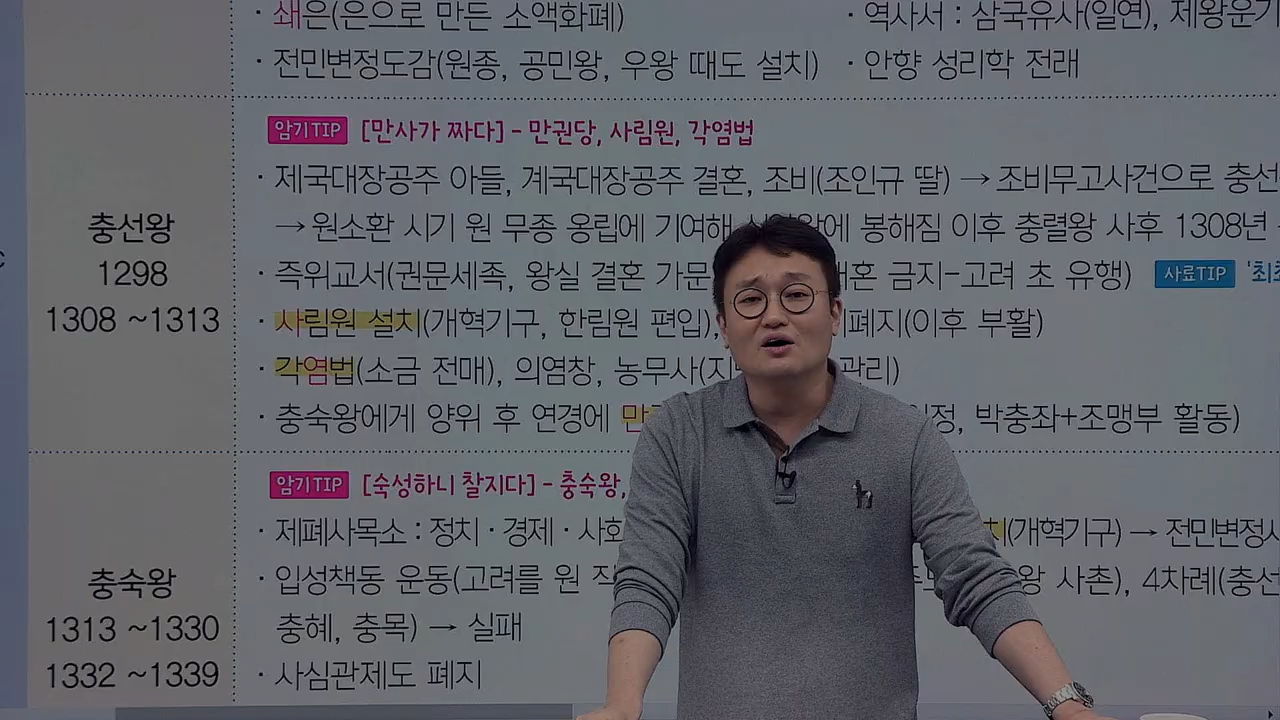 · 쇄은(은으로 만든 소액화폐)
· 역사서 : 삼국유사(일연), 제왕운기
· 전민변정도감(원종, 공민왕, 우왕 때도 설치)
· 안향 성리학 전래
충선왕
1298
1308 ~1313
암기TIP [만사가 짜다] - 만권당, 사림원, 각염법
· 제국대장공주 아들, 계국대장공주 결혼, 조비(조인규 딸) → 조비무고사건으로 충선
→ 원소환 시기 원 무종 옹립에 기여해 봉해짐 이후 충렬왕 사후 1308년
· 즉위교서(권문세족, 왕실 결혼 가문 금지-고려 초 유행) 사료TIP '최초
· 사림원 설치(개혁기구, 한림원 편입), 폐지(이후 부활)
· 각염법(소금 전매), 의염창, 농무사( 관리)
· 충숙왕에게 양위 후 연경에 만 박충좌+조맹부 활동)
충숙왕
1313 ~1330
1332 ~1339
암기TIP [숙성하니 찰지다] - 충숙왕,
· 제폐사목소 : 정치 · 경제 · 사회 (개혁기구) → 전민변정사
· 입성책동 운동(고려를 원 왕 사촌), 4차례(충선
충혜, 충목) → 실패
· 사심관제도 폐지